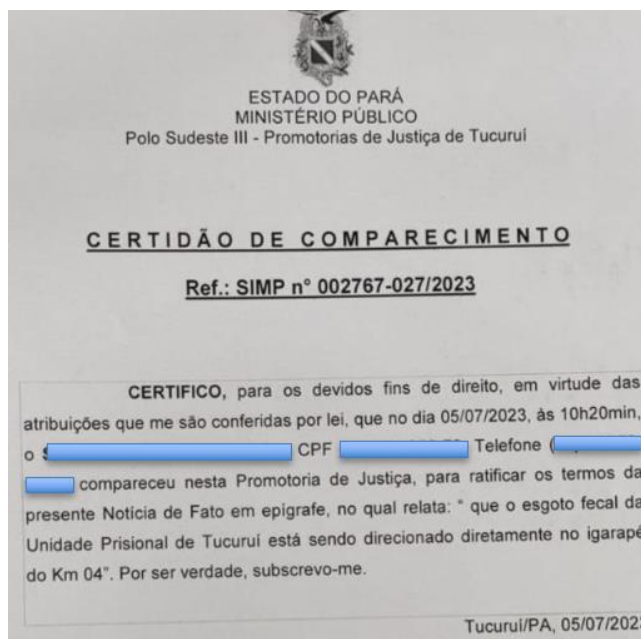 ESTADO DO PARÁ
MINISTÉRIO PÚBLICO
Polo Sudeste III - Promotorias de Justiça de Tucuruí
CERTIDÃO DE COMPARECIMENTO
Ref.: SIMP n° 002767-027/2023
CERTIFICO, para os devidos fins de direito, em virtude das
atribuições que me são conferidas por lei, que no dia 05/07/2023, às 10h20min,
o CPF Telefone (
compareceu nesta Promotoria de Justiça, para ratificar os termos da
presente Notícia de Fato em epígrafe, no qual relata: " que o esgoto fecal da
Unidade Prisional de Tucuruí está sendo direcionado diretamente no igarapé
do Km 04". Por ser verdade, subscrevo-me.
Tucuruí/PA, 05/07/202